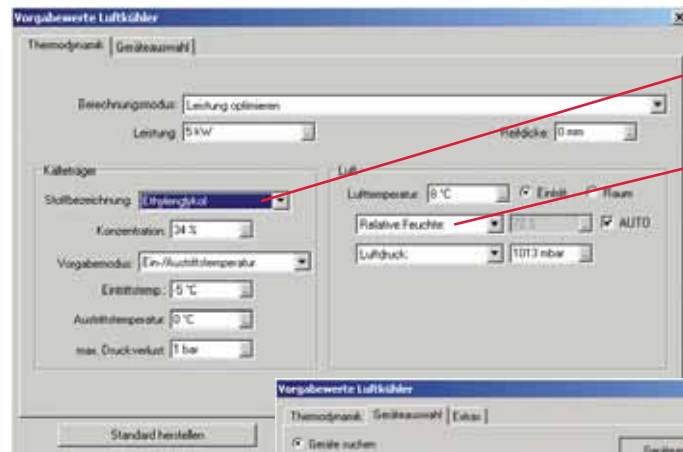 Vorgabewerte Luftkühler
Thermodynamik Geräteauswahl
Berechnungsmodus: Leistung optimieren
Leistung: 5 kW Reifdicke: 0 mm
Kälteträger
Stoffbezeichnung: Ethylenglykol
Konzentration: 34 %
Vorgabemodus: Ein-/Austrittstemperatur
Eintrittstemp.: -5 °C
Austrittstemperatur: 0 °C
max. Druckverlust: 1 bar
Luft
Lufttemperatur: 8 °C Eintritt Raum
Relative Feuchte: AUTO
Luftdruck: 1013 mbar
Standard herstellen
Vorgabewerte Luftkühler
Thermodynamik Geräteauswahl Extras
Geräte suchen